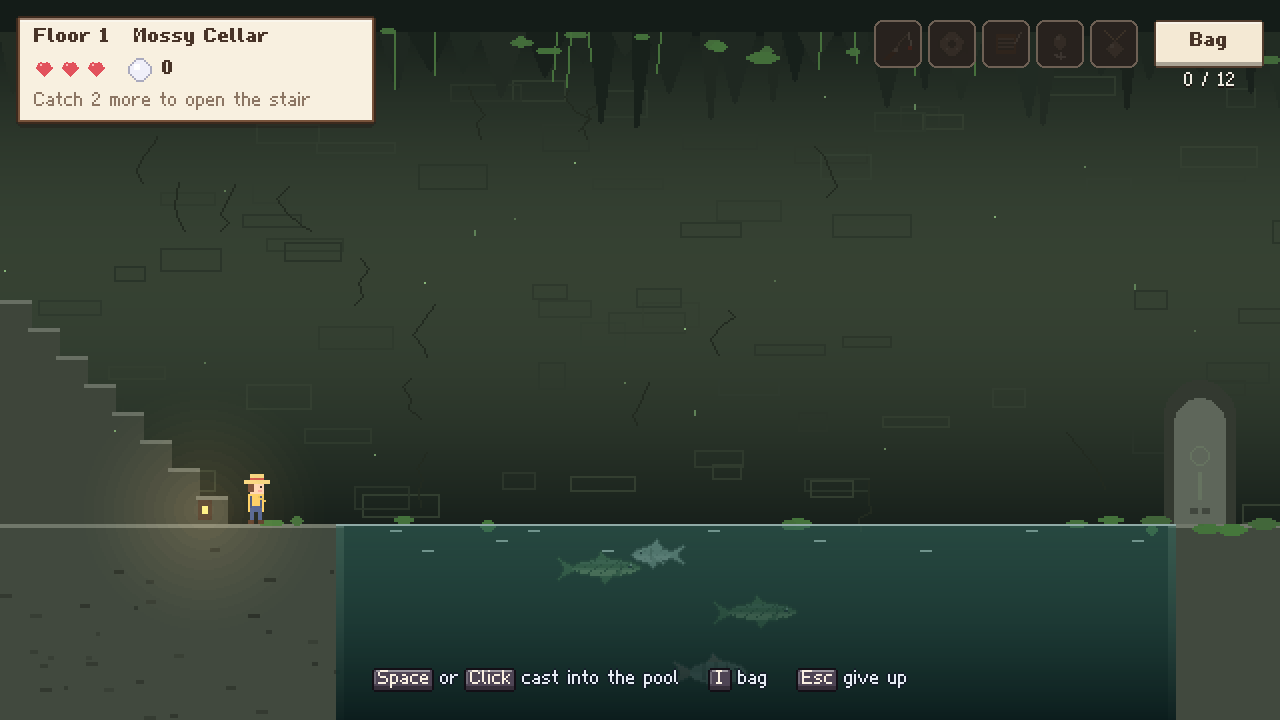 Floor 1 Mossy Cellar
0
Catch 2 more to open the stair
Bag
0 / 12
Space or Click cast into the pool I bag Esc give up